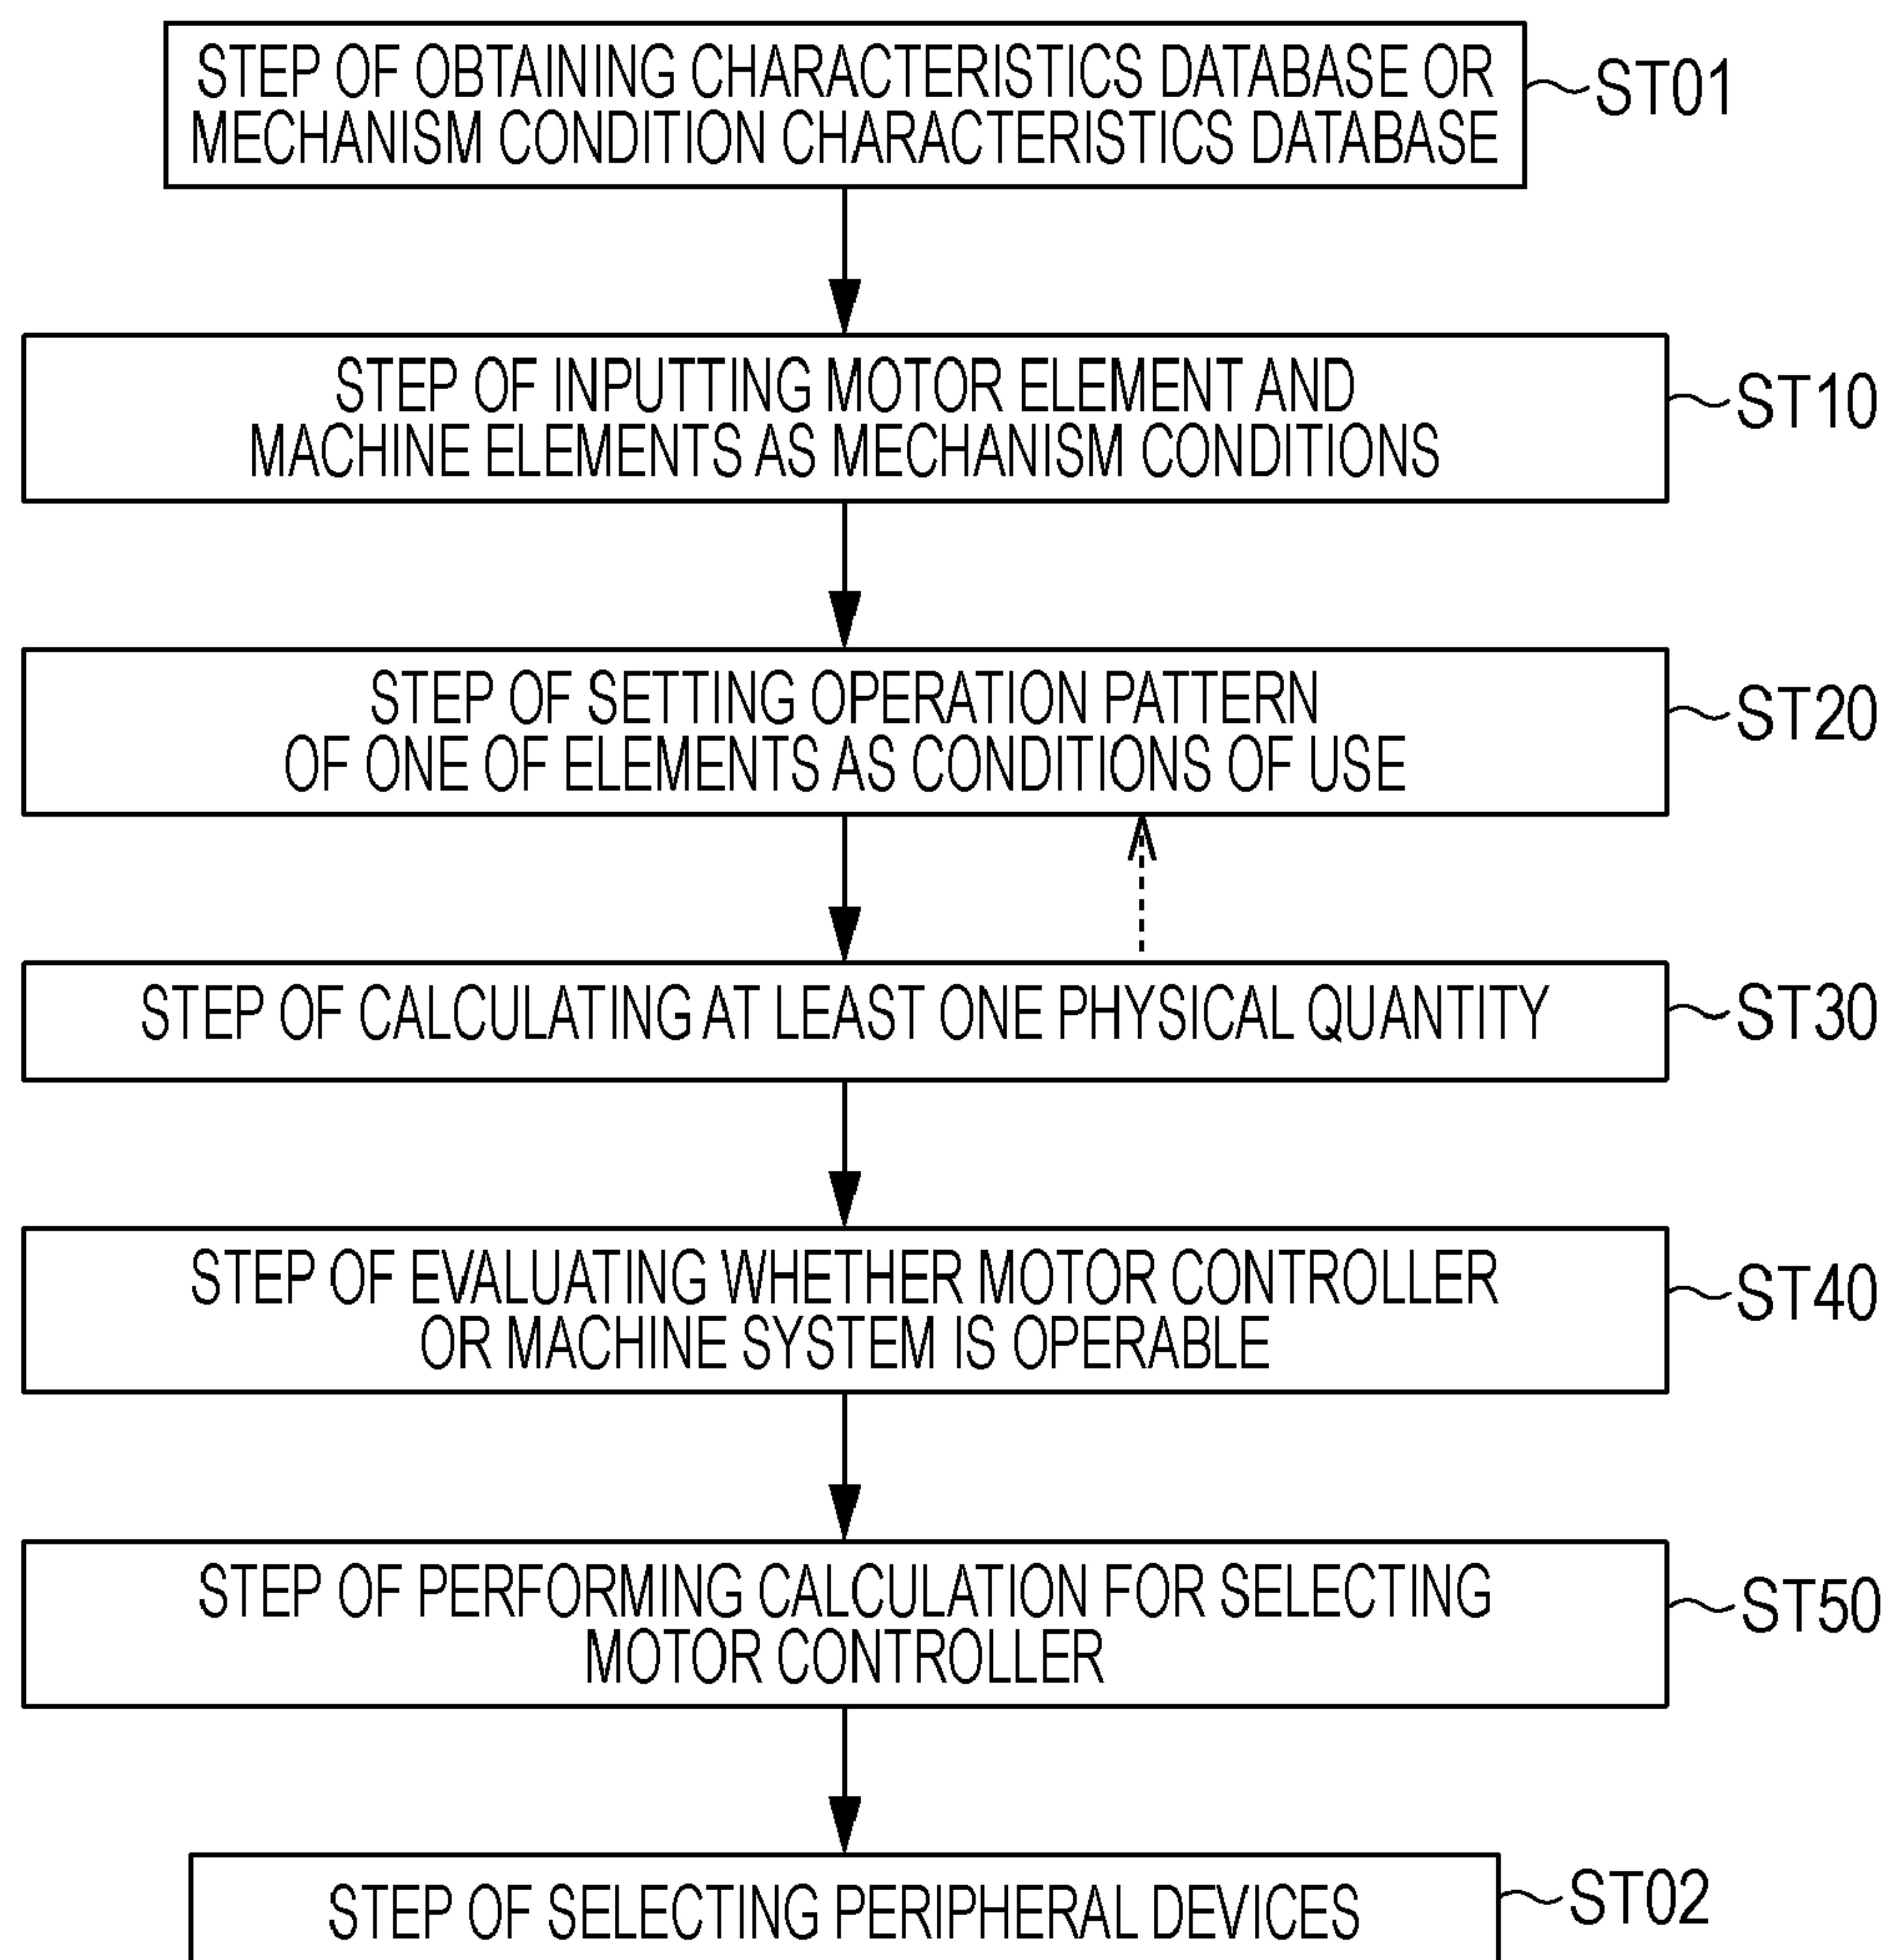 STEP OF OBTAINING CHARACTERISTICS DATABASE OR
MECHANISM CONDITION CHARACTERISTICS DATABASE
ST01
STEP OF INPUTTING MOTOR ELEMENT AND
MACHINE ELEMENTS AS MECHANISM CONDITIONS
ST10
STEP OF SETTING OPERATION PATTERN
OF ONE OF ELEMENTS AS CONDITIONS OF USE
ST20
STEP OF CALCULATING AT LEAST ONE PHYSICAL QUANTITY
ST30
STEP OF EVALUATING WHETHER MOTOR CONTROLLER
OR MACHINE SYSTEM IS OPERABLE
ST40
STEP OF PERFORMING CALCULATION FOR SELECTING
MOTOR CONTROLLER
ST50
STEP OF SELECTING PERIPHERAL DEVICES
ST02